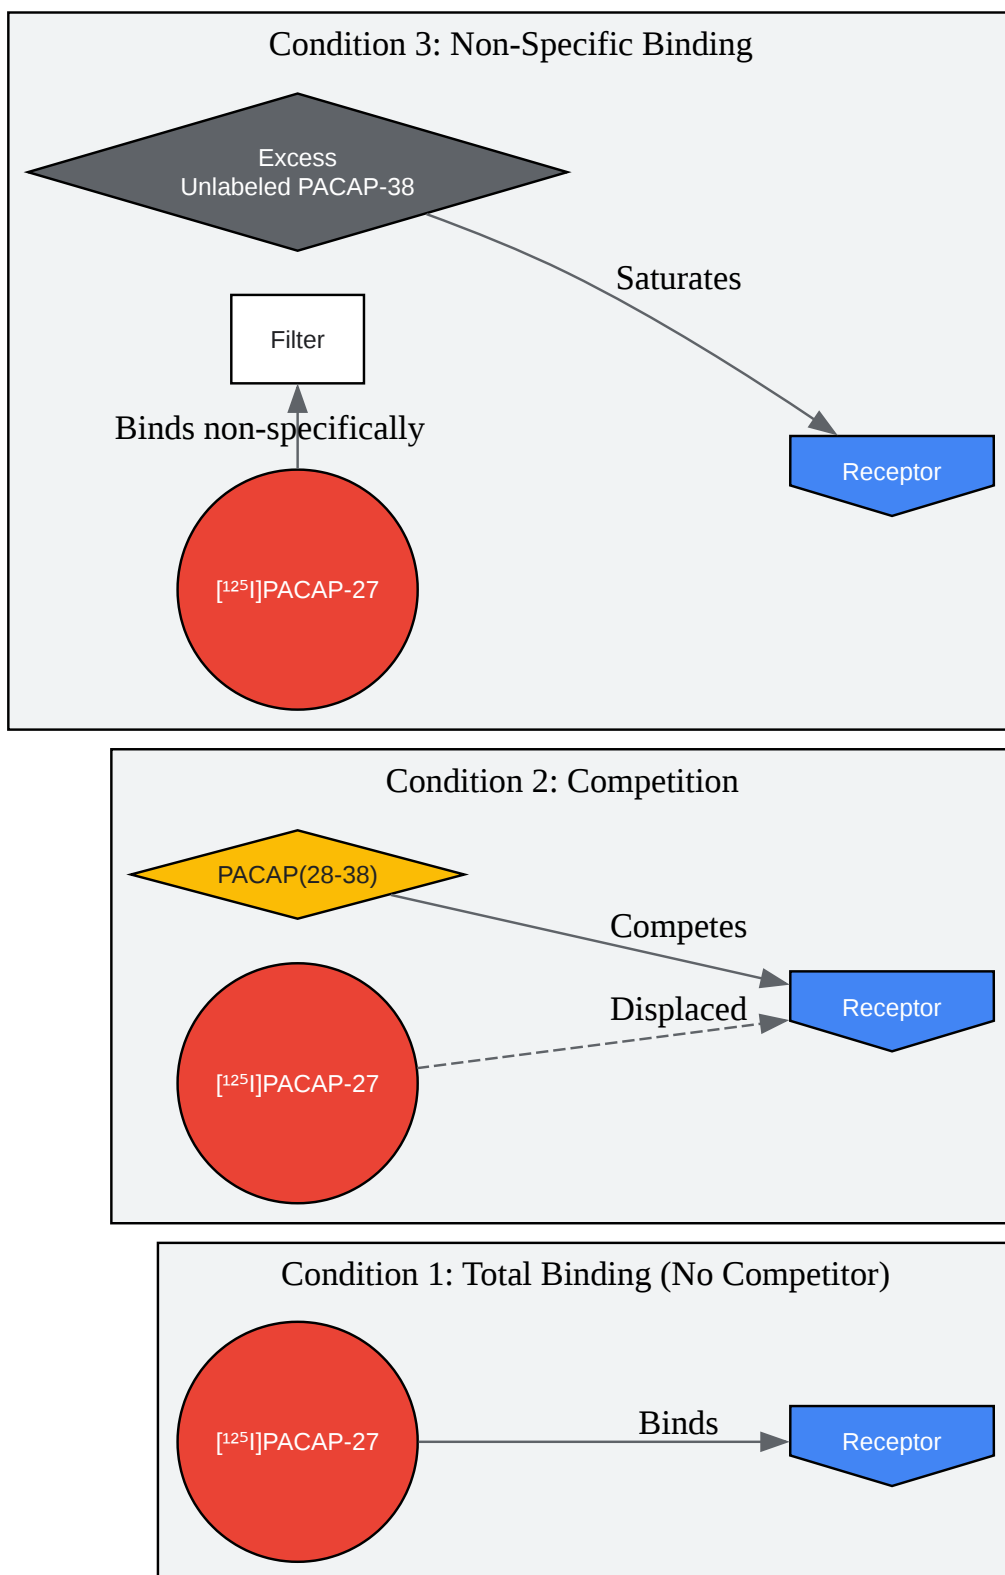 Condition 3: Non-Specific Binding
Excess
Unlabeled PACAP-38
Saturates
Filter
Binds non-specifically
Receptor
[¹²⁵I]PACAP-27
Condition 2: Competition
PACAP(28-38)
Competes
Receptor
Displaced
[¹²⁵I]PACAP-27
Condition 1: Total Binding (No Competitor)
Binds
[¹²⁵I]PACAP-27
Receptor